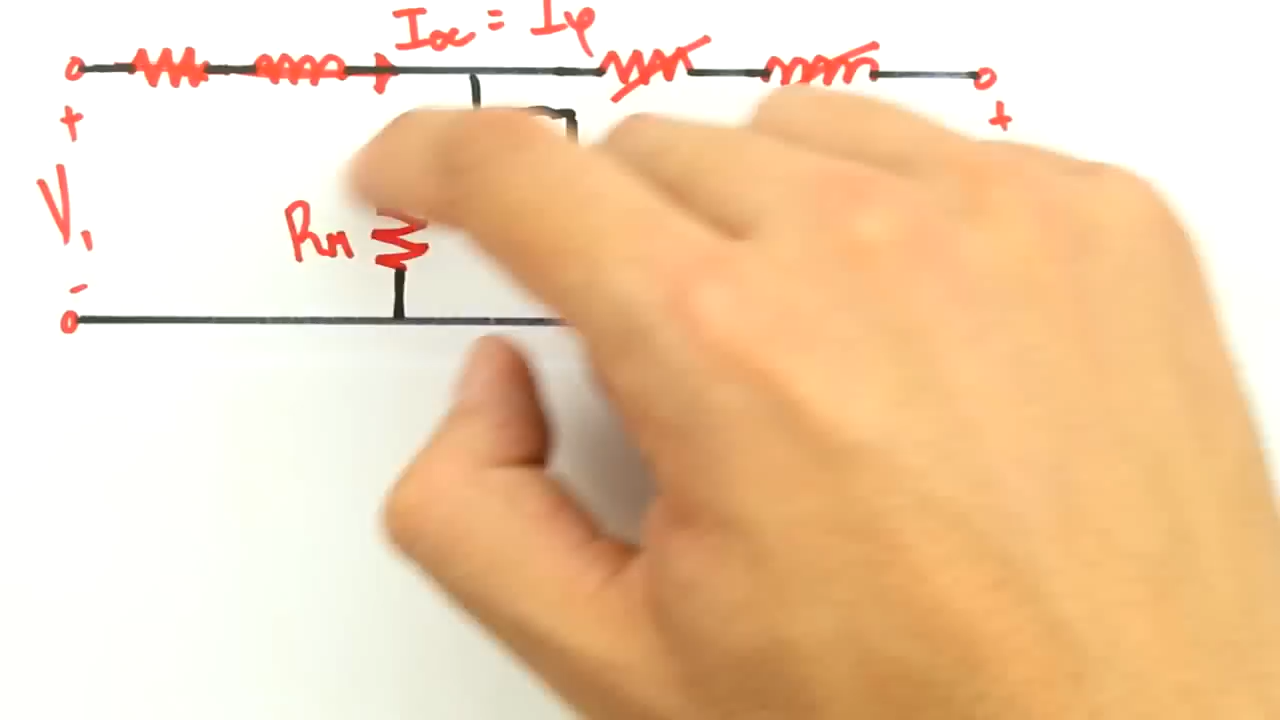 Ioc = Iφ
+
+
V1
Rm
-